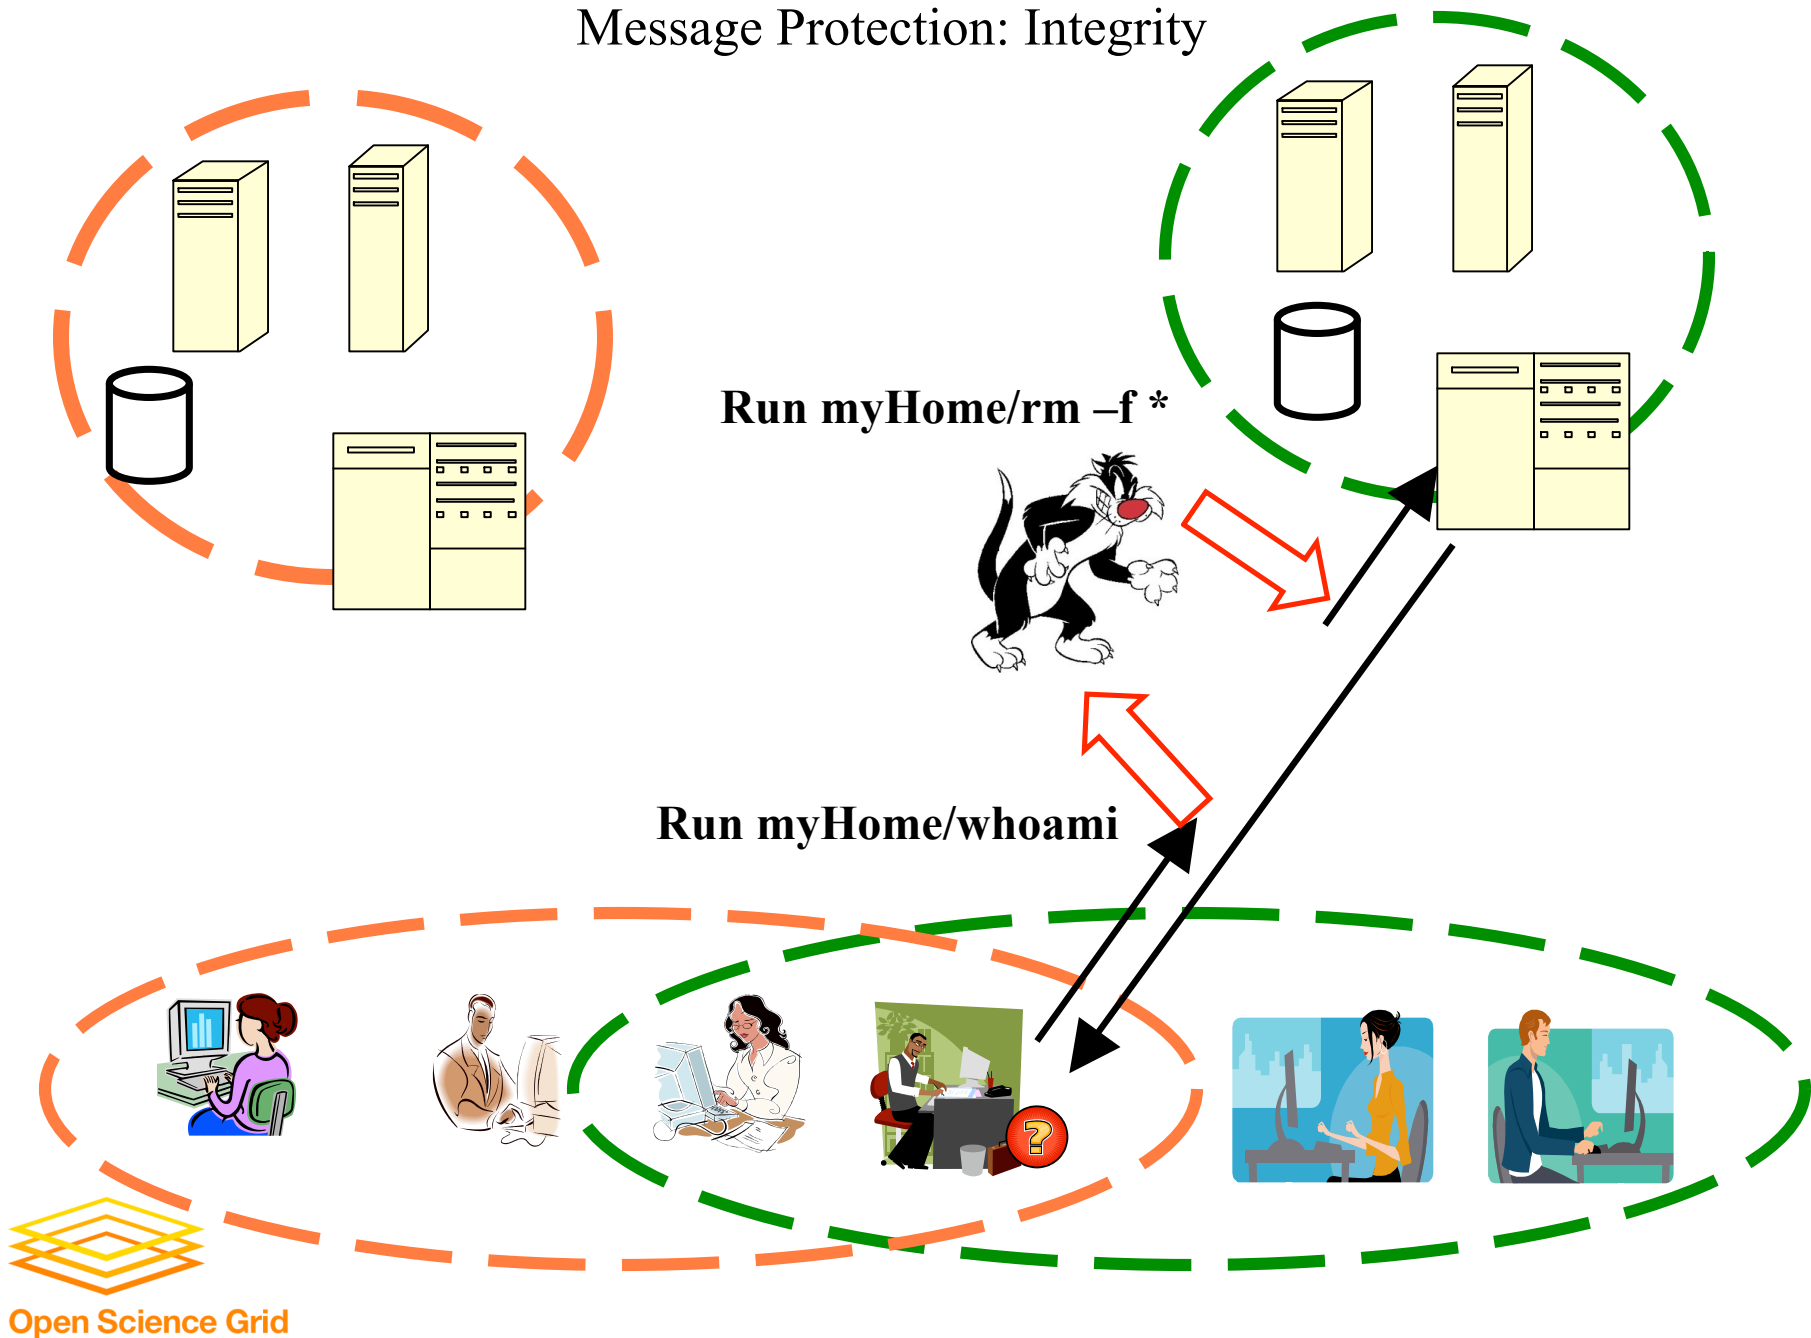 Message Protection: Integrity
Run myHome/rm –f *
Run myHome/whoami
?
Open Science Grid